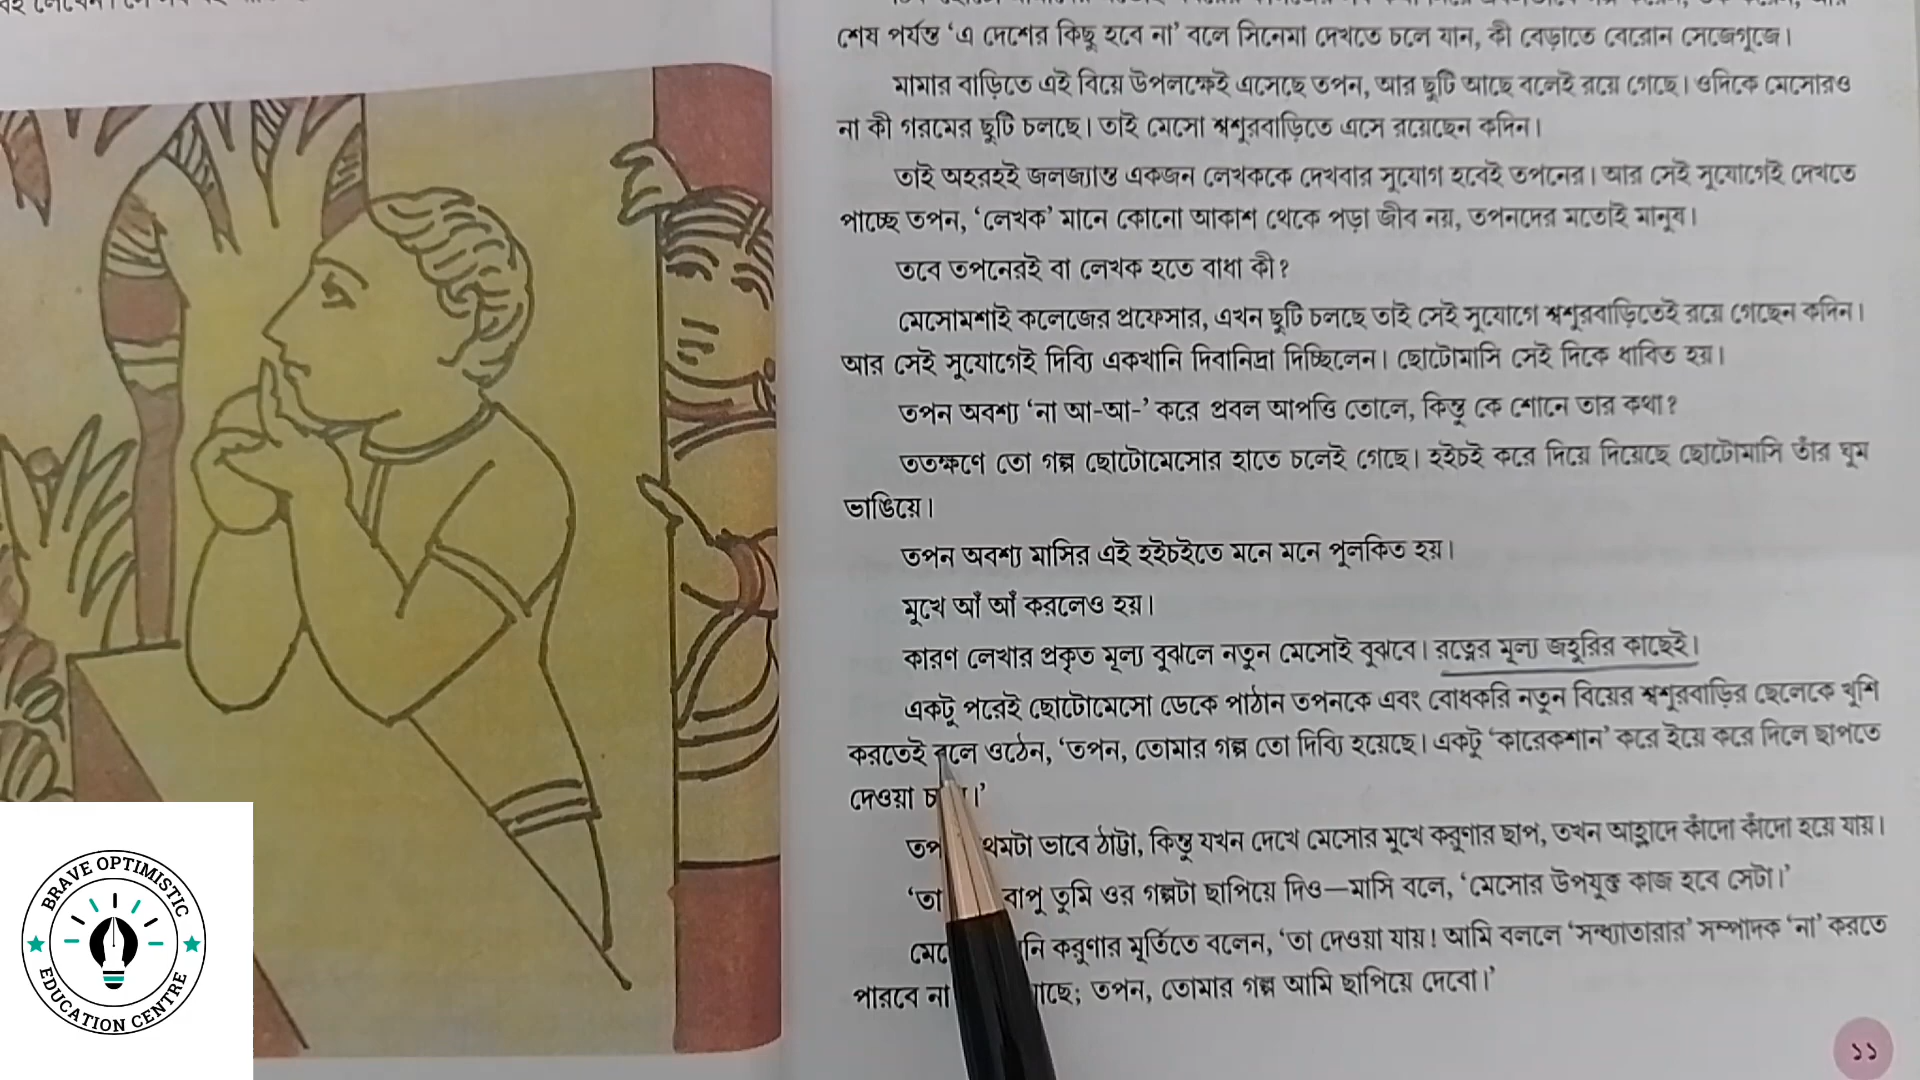 শেষ পর্যন্ত ‘এ দেশের কিছু হবে না’ বলে সিনেমা দেখতে চলে যান, কী বেড়াতে বেরোন সেজেগুজে।
মামার বাড়িতে এই বিয়ে উপলক্ষেই এসেছে তপন, আর ছুটি আছে বলেই রয়ে গেছে। ওদিকে মেসোরও
না কী গরমের ছুটি চলছে। তাই মেসো শ্বশুরবাড়িতে এসে রয়েছেন কদিন।
তাই অহরহই জলজ্যান্ত একজন লেখককে দেখবার সুযোগ হবেই তপনের। আর সেই সুযোগেই দেখতে
পাচ্ছে তপন, ‘লেখক’ মানে কোনো আকাশ থেকে পড়া জীব নয়, তপনদের মতোই মানুষ।
তবে তপনেরই বা লেখক হতে বাধা কী?
মেসোমশাই কলেজের প্রফেসার, এখন ছুটি চলছে তাই সেই সুযোগে শ্বশুরবাড়িতেই রয়ে গেছেন কদিন।
আর সেই সুযোগেই দিব্যি একখানি দিবানিদ্রা দিচ্ছিলেন। ছোটোমাসি সেই দিকে ধাবিত হয়।
তপন অবশ্য ‘না আ-আ-’ করে প্রবল আপত্তি তোলে, কিন্তু কে শোনে তার কথা?
ততক্ষণে তো গল্প ছোটোমেসোর হাতে চলেই গেছে। হইচই করে দিয়ে দিয়েছে ছোটোমাসি তাঁর ঘুম
ভাঙিয়ে।
তপন অবশ্য মাসির এই হইচইতে মনে মনে পুলকিত হয়।
মুখে আঁ আঁ করলেও হয়।
কারণ লেখার প্রকৃত মূল্য বুঝলে নতুন মেসোই বুঝবে। রত্নের মূল্য জহুরির কাছেই।
একটু পরেই ছোটোমেসো ডেকে পাঠান তপনকে এবং বোধকরি নতুন বিয়ের শ্বশুরবাড়ির ছেলেকে খুশি
করতেই বলে ওঠেন, ‘তপন, তোমার গল্প তো দিব্যি হয়েছে। একটু ‘কারেকশান’ করে ইয়ে করে দিলে ছাপতে
দেওয়া
ভাবে ঠাট্টা, কিন্তু যখন দেখে মেসোর মুখে করুণার ছাপ, তখন আহ্লাদে কাঁদো কাঁদো হয়ে যায়।
বাপু তুমি ওর গল্পটা ছাপিয়ে দিও—মাসি বলে, ‘মেসোর উপযুক্ত কাজ হবে সেটা।’
করুণার মূর্তিতে বলেন, ‘তা দেওয়া যায়! আমি বললে ‘সন্ধ্যাতারার’ সম্পাদক ‘না’ করতে
পারবে না তপন, তোমার গল্প আমি ছাপিয়ে দেবো।’
১১
BRAVE OPTIMISTIC
EDUCATION CENTRE